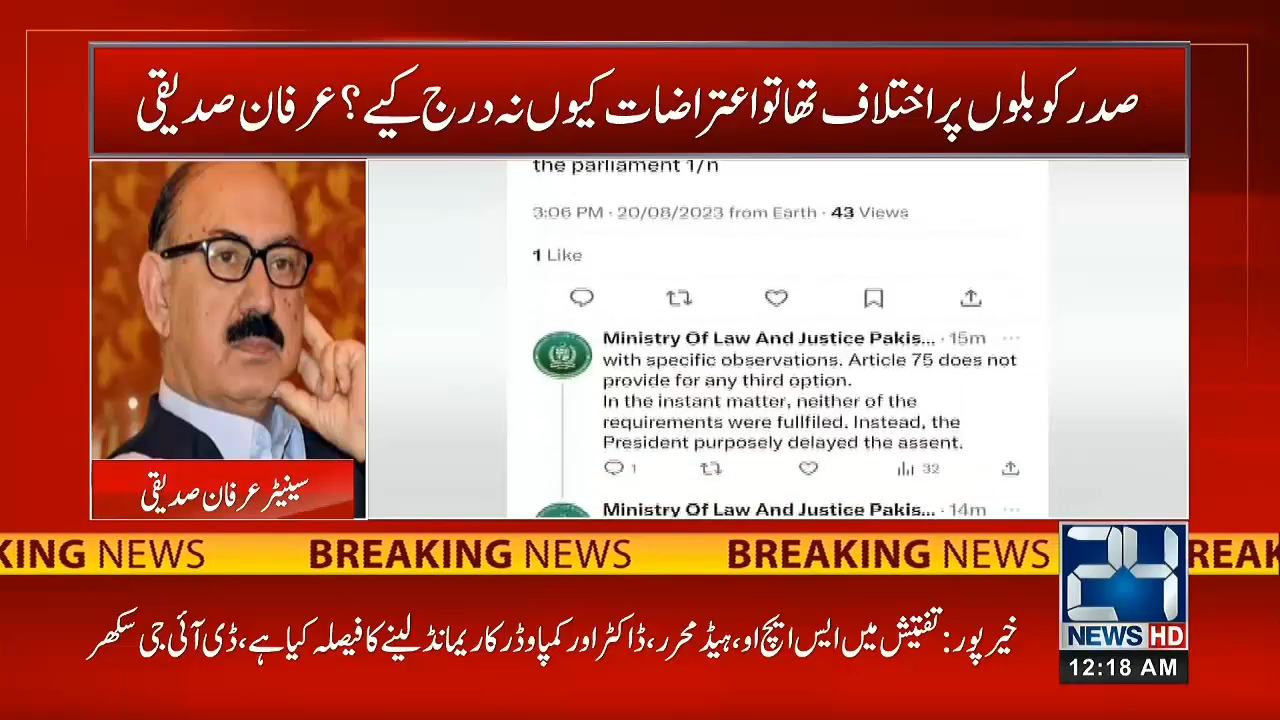 صدر کو بلوں پر اختلاف تھا تو اعتراضات کیوں نہ درج کیے؟ عرفان صدیقی
the parliament 1/n
3:06 PM · 20/08/2023 from Earth · 43 Views
1 Like
Ministry Of Law And Justice Pakis... · 15m ...
with specific observations. Article 75 does not
provide for any third option.
In the instant matter, neither of the
requirements were fullfiled. Instead, the
President purposely delayed the assent.
1 32
Ministry Of Law And Justice Pakis... · 14m ...
سینیٹر عرفان صدیقی
KING NEWS BREAKING NEWS BREAKING NEWS REAK
24
NEWS HD
12:18 AM
خیرپور: تفتیش میں ایس ایچ او، ہیڈ محرر، ڈاکٹر اور کمپاوڈر کا ریمانڈ لینے کا فیصلہ کیا ہے، ڈی آئی جی سکھر